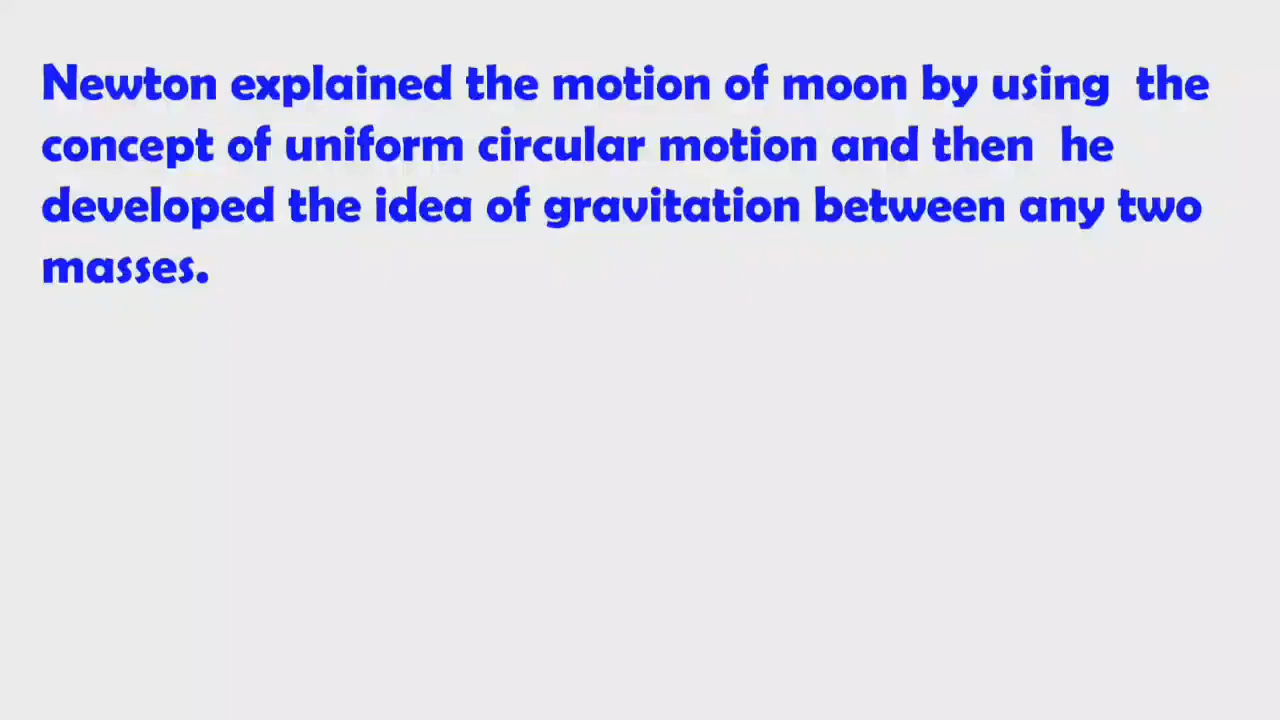 Newton explained the motion of moon by using  the
concept of uniform circular motion and then  he
developed the idea of gravitation between any two
masses.